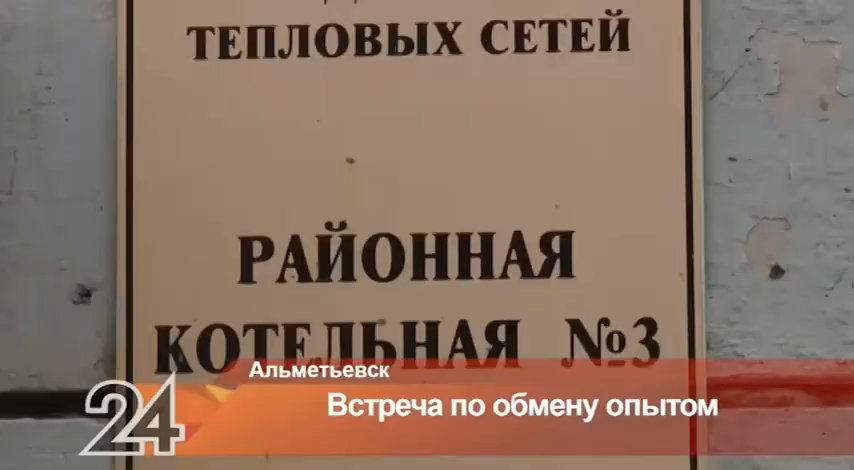 ТЕПЛОВЫХ СЕТЕЙ
РАЙОННАЯ
КОТЕЛЬНАЯ №3
Альметьевск
Встреча по обмену опытом
24